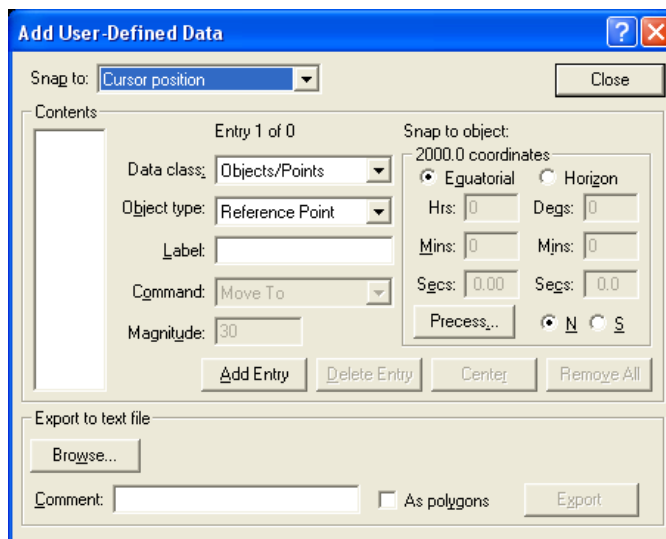 Add User-Defined Data
Snap to: Cursor position
Close
Contents
Entry 1 of 0
Snap to object:
Data class: Objects/Points
2000.0 coordinates
Equatorial Horizon
Object type: Reference Point
Hrs: 0 Degs: 0
Label:
Mins: 0 Mins: 0
Command: Move To
Secs: 0.00 Secs: 0.0
Magnitude: 30
Precess... N S
Add Entry Delete Entry Center Remove All
Export to text file
Browse...
Comment: As polygons Export